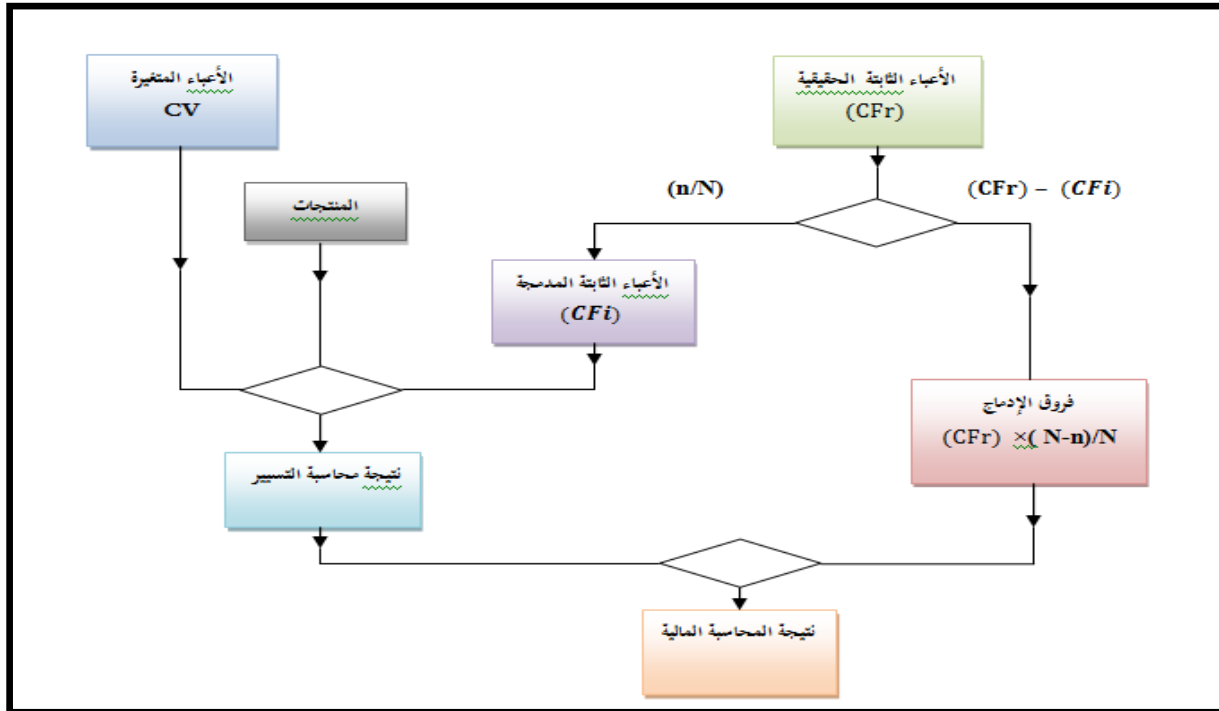 الأعباء المتغيرة
CV
الأعباء الثابتة الحقيقية
(CFr)
المنتجات
(n/N)
(CFr) – (CFi)
الأعباء الثابتة المدمجة
(CFi)
فروق الإدماج
(CFr) ×( N-n)/N
نتيجة محاسبة التسيير
نتيجة المحاسبة المالية